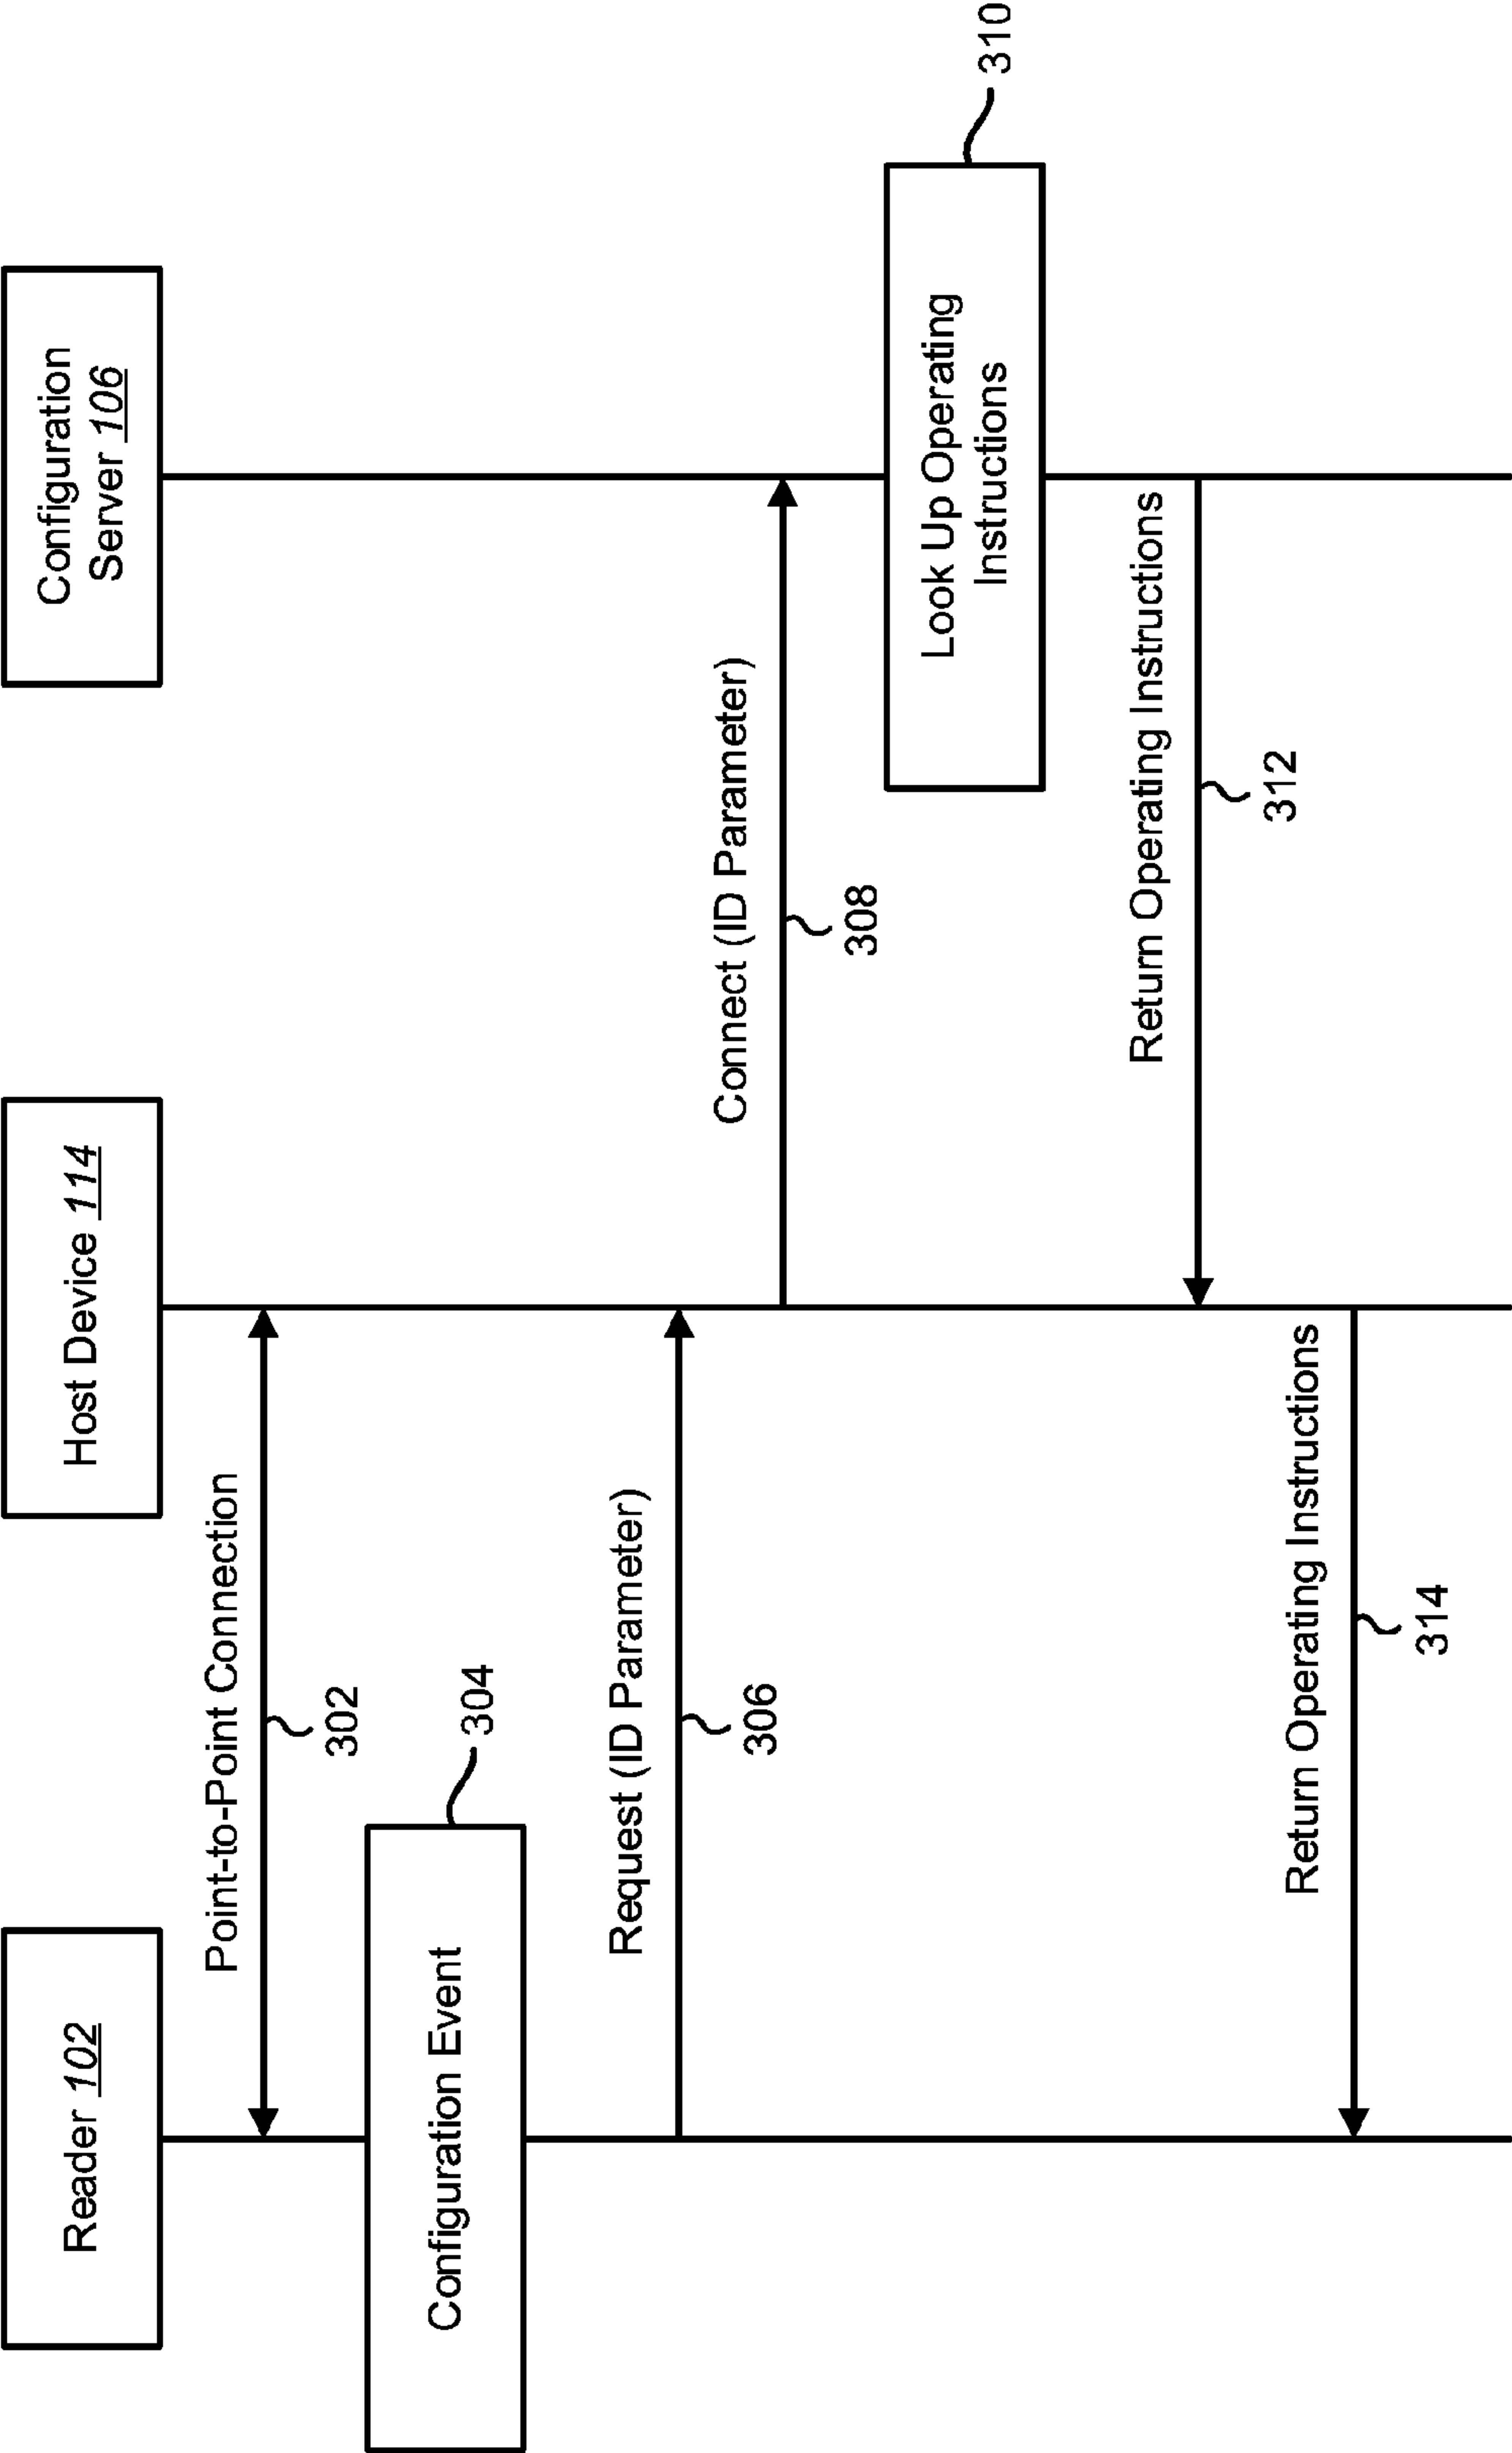 Reader 102
Host Device 114
Configuration
Server 106
Point-to-Point Connection
302
304
Configuration Event
Request (ID Parameter)
306
Connect (ID Parameter)
308
310
Look Up Operating
Instructions
Return Operating Instructions
312
Return Operating Instructions
314